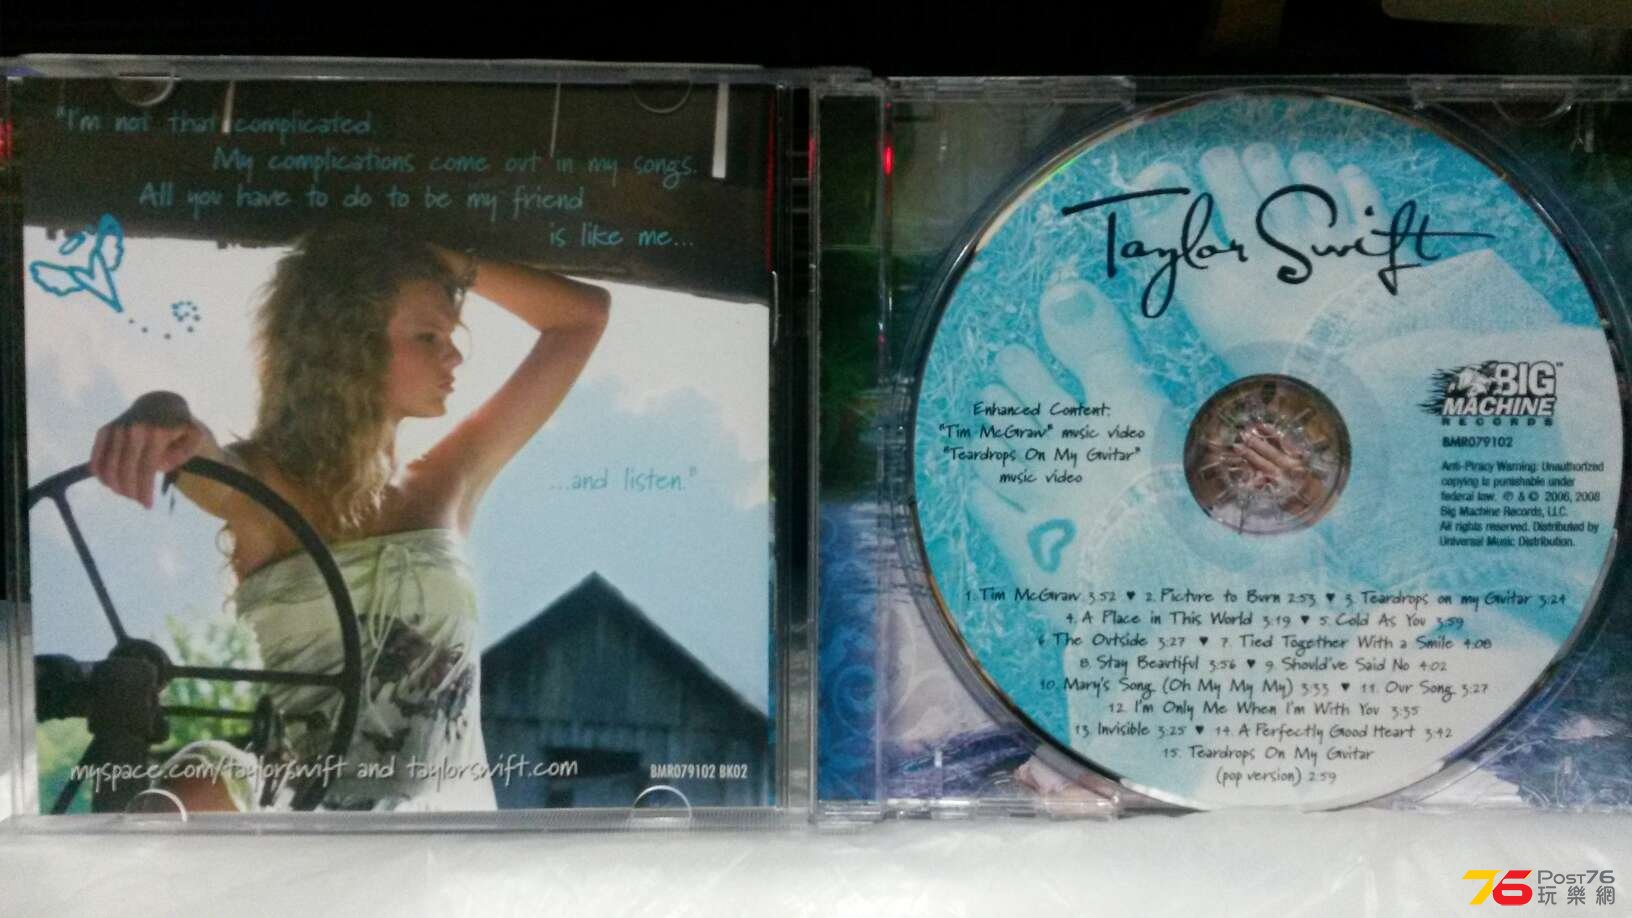 "I'm not that complicated.
My complications come out in my songs.
All you have to do to be my friend
is like me...
...and listen."
myspace.com/taylorswift and taylorswift.com
BMR079102 BK02
Taylor Swift
Enhanced Content:
"Tim McGraw" music video
"Teardrops On My Guitar"
music video
BIG
MACHINE
RECORDS
BMR079102
Anti-Piracy Warning: Unauthorized
copying is punishable under
federal law. ℗ & © 2006, 2008
Big Machine Records, LLC.
All rights reserved. Distributed by
Universal Music Distribution.
1. Tim McGraw 3:52 ♥ 2. Picture to Burn 2:53 ♥ 3. Teardrops on my Guitar 3:24
4. A Place in This World 3:19 ♥ 5. Cold As You 3:59
6. The Outside 3:27 ♥ 7. Tied Together With a Smile 4:08
8. Stay Beautiful 3:56 ♥ 9. Should've Said No 4:02
10. Mary's Song (Oh My My My) 3:33 ♥ 11. Our Song 3:27
12. I'm Only Me When I'm With You 3:35
13. Invisible 3:25 ♥ 14. A Perfectly Good Heart 3:42
15. Teardrops On My Guitar
(pop version) 2:59
76 POST76
玩樂網